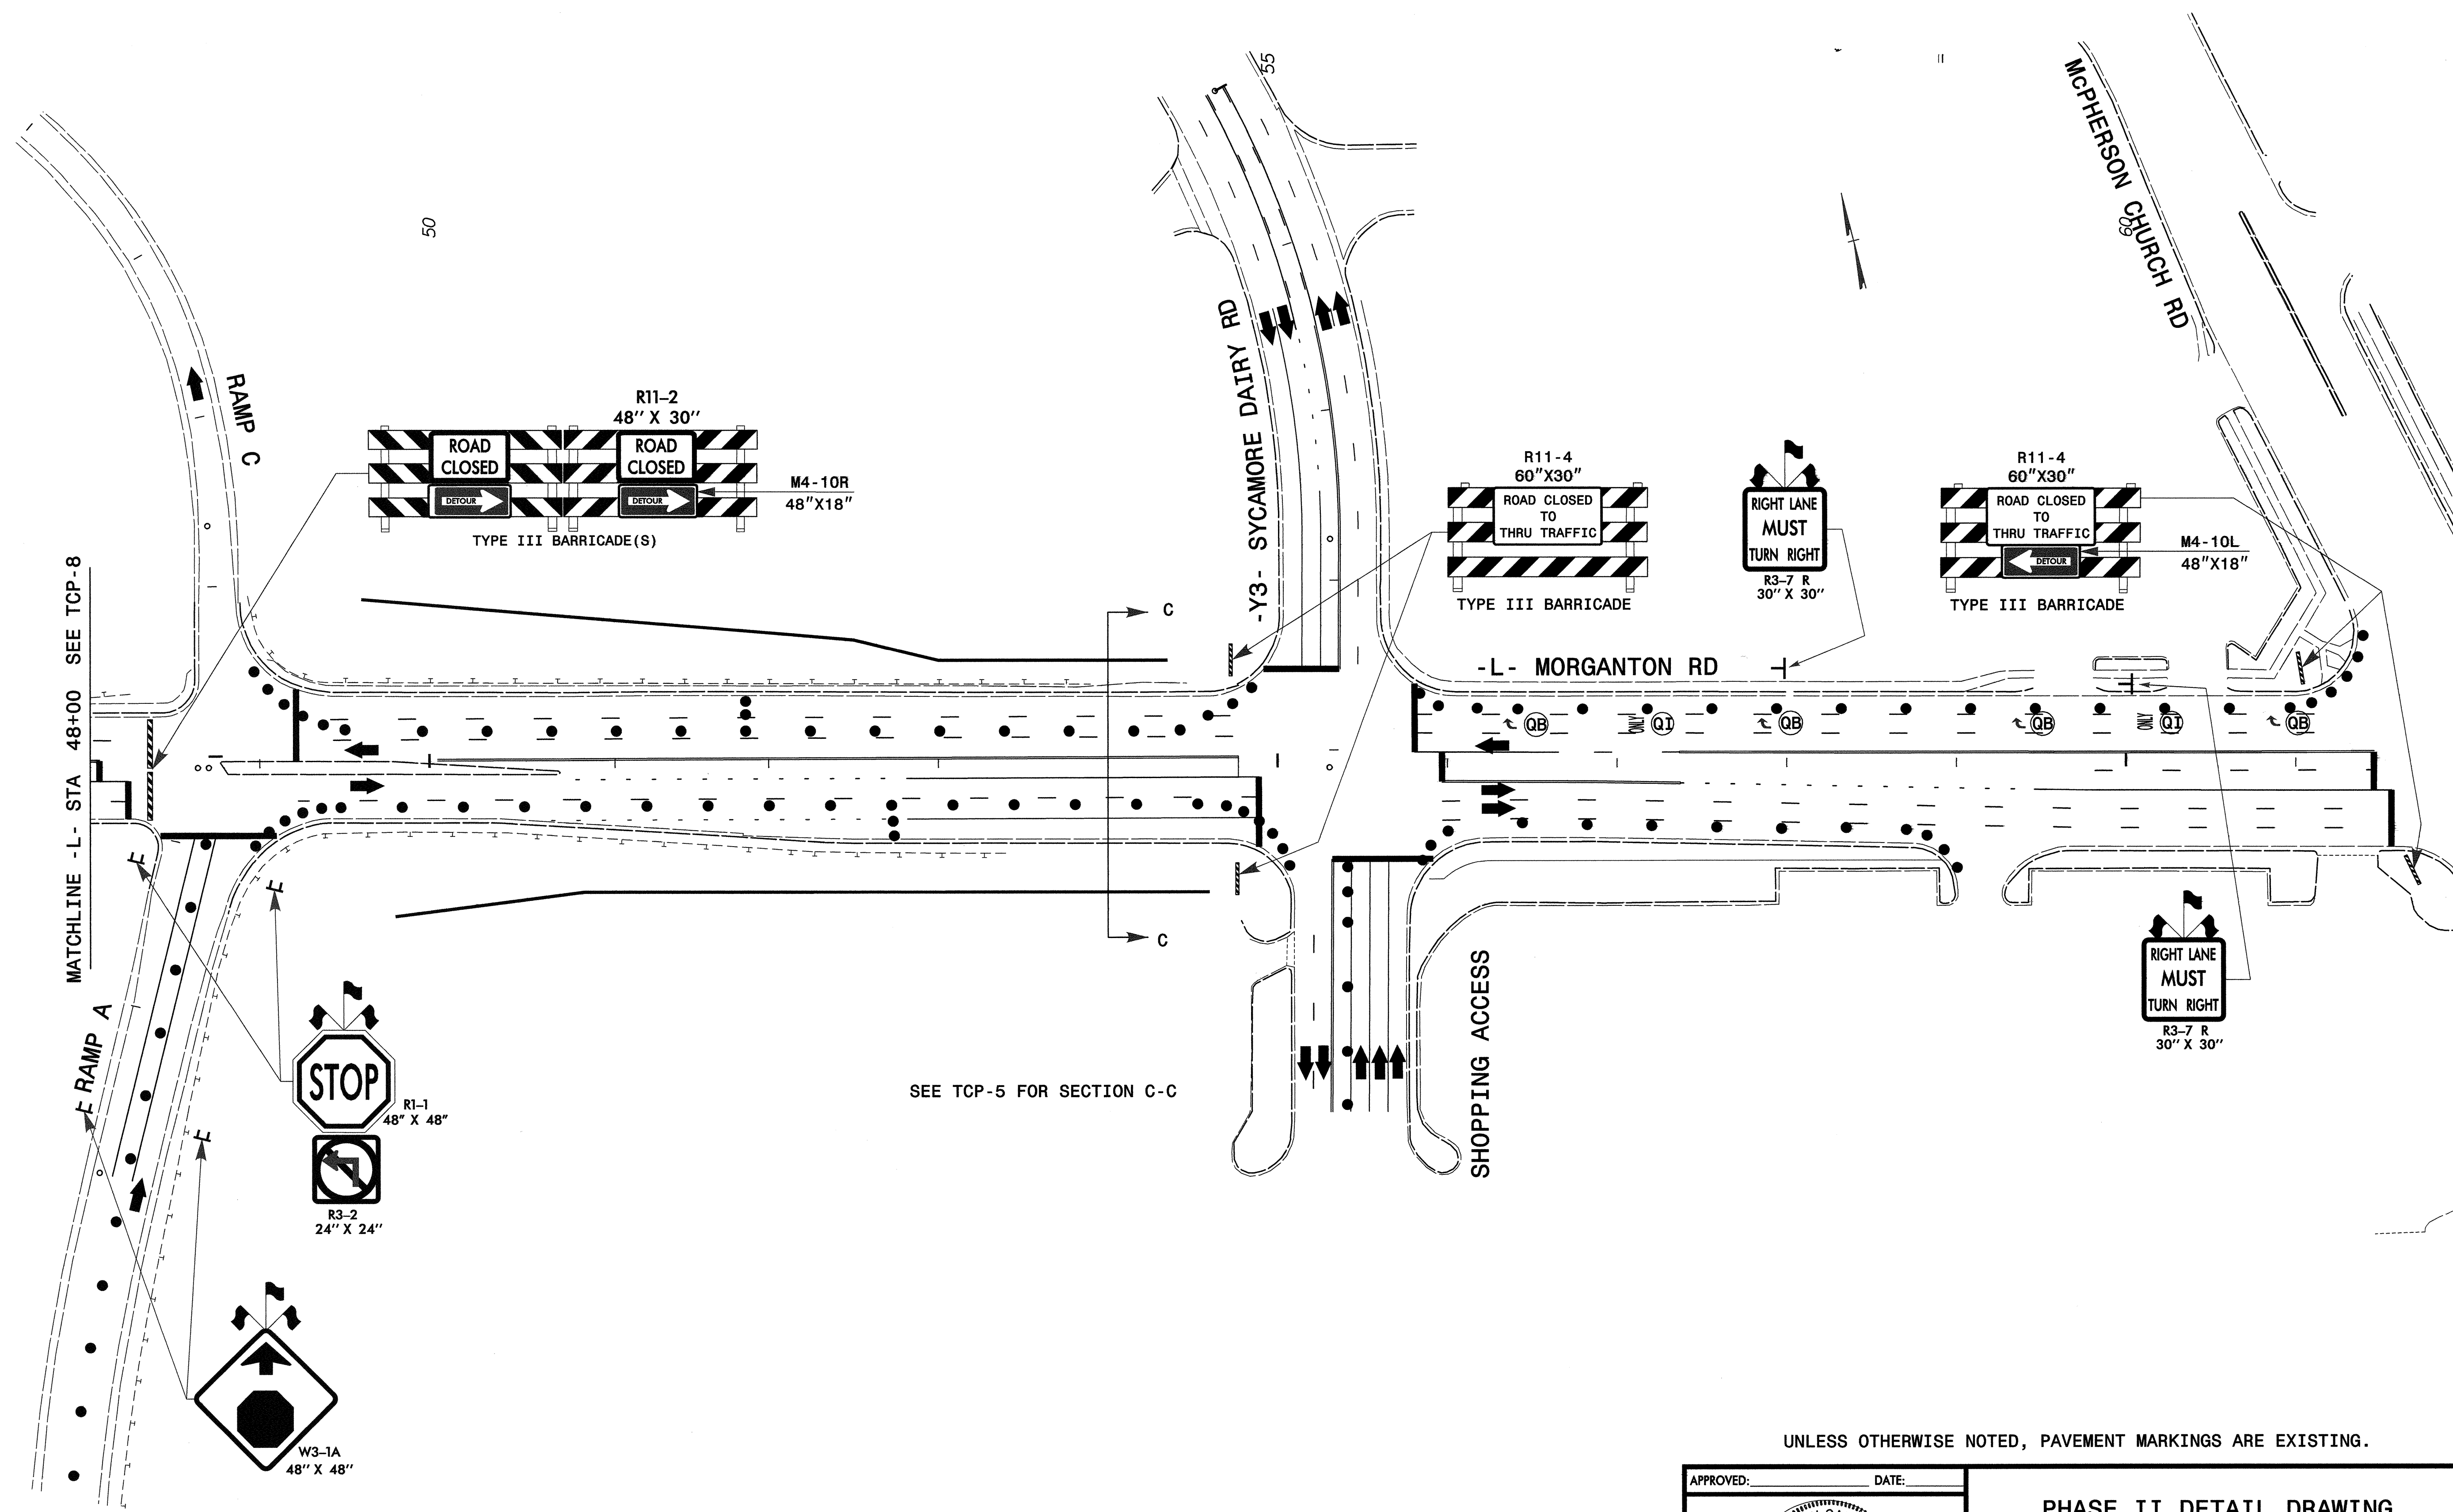 55
McPHERSON CHURCH RD
60
50
RAMP C
R11–2
48" X 30"
ROAD
CLOSED
DETOUR
ROAD
CLOSED
DETOUR
M4-10R
48"X18"
TYPE III BARRICADE(S)
-Y3- SYCAMORE DAIRY RD
R11-4
60"X30"
ROAD CLOSED
TO
THRU TRAFFIC
TYPE III BARRICADE
RIGHT LANE
MUST
TURN RIGHT
R3–7 R
30" X 30"
R11-4
60"X30"
ROAD CLOSED
TO
THRU TRAFFIC
DETOUR
M4-10L
48"X18"
TYPE III BARRICADE
MATCHLINE -L- STA 48+00 SEE TCP-8
C
-L- MORGANTON RD
QB
ONLY
QI
QB
QB
ONLY
QI
QB
C
RAMP A
STOP
R1–1
48" X 48"
R3–2
24" X 24"
SEE TCP-5 FOR SECTION C-C
SHOPPING ACCESS
RIGHT LANE
MUST
TURN RIGHT
R3–7 R
30" X 30"
W3–1A
48" X 48"
UNLESS OTHERWISE NOTED, PAVEMENT MARKINGS ARE EXISTING.
APPROVED: DATE:
PHASE II DETAIL DRAWING